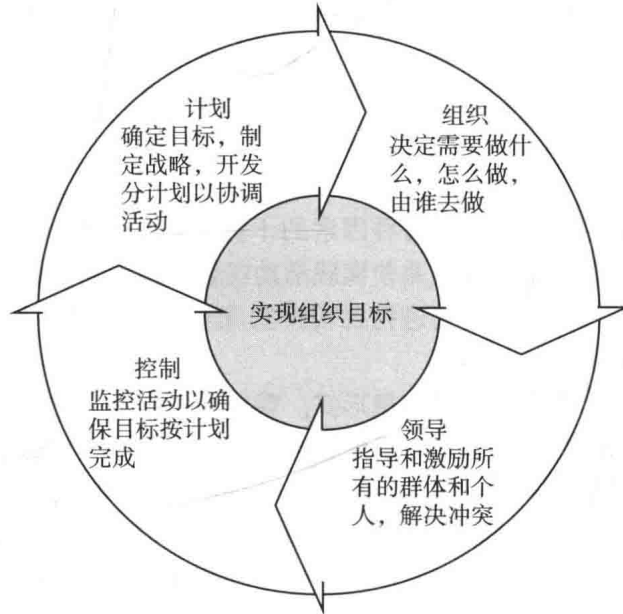 计划
确定目标，制
定战略，开发
分计划以协调
活动
组织
决定需要做什
么，怎么做，
由谁去做
实现组织目标
控制
监控活动以确
保目标按计划
完成
领导
指导和激励所
有的群体和个
人，解决冲突